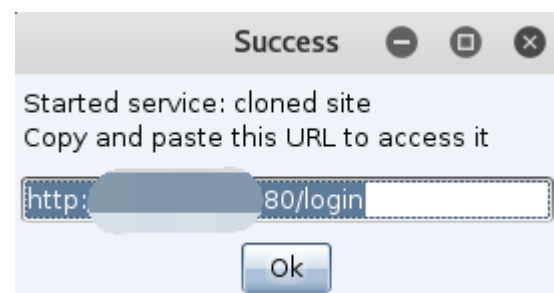 Success
Started service: cloned site
Copy and paste this URL to access it
http: 80/login
Ok